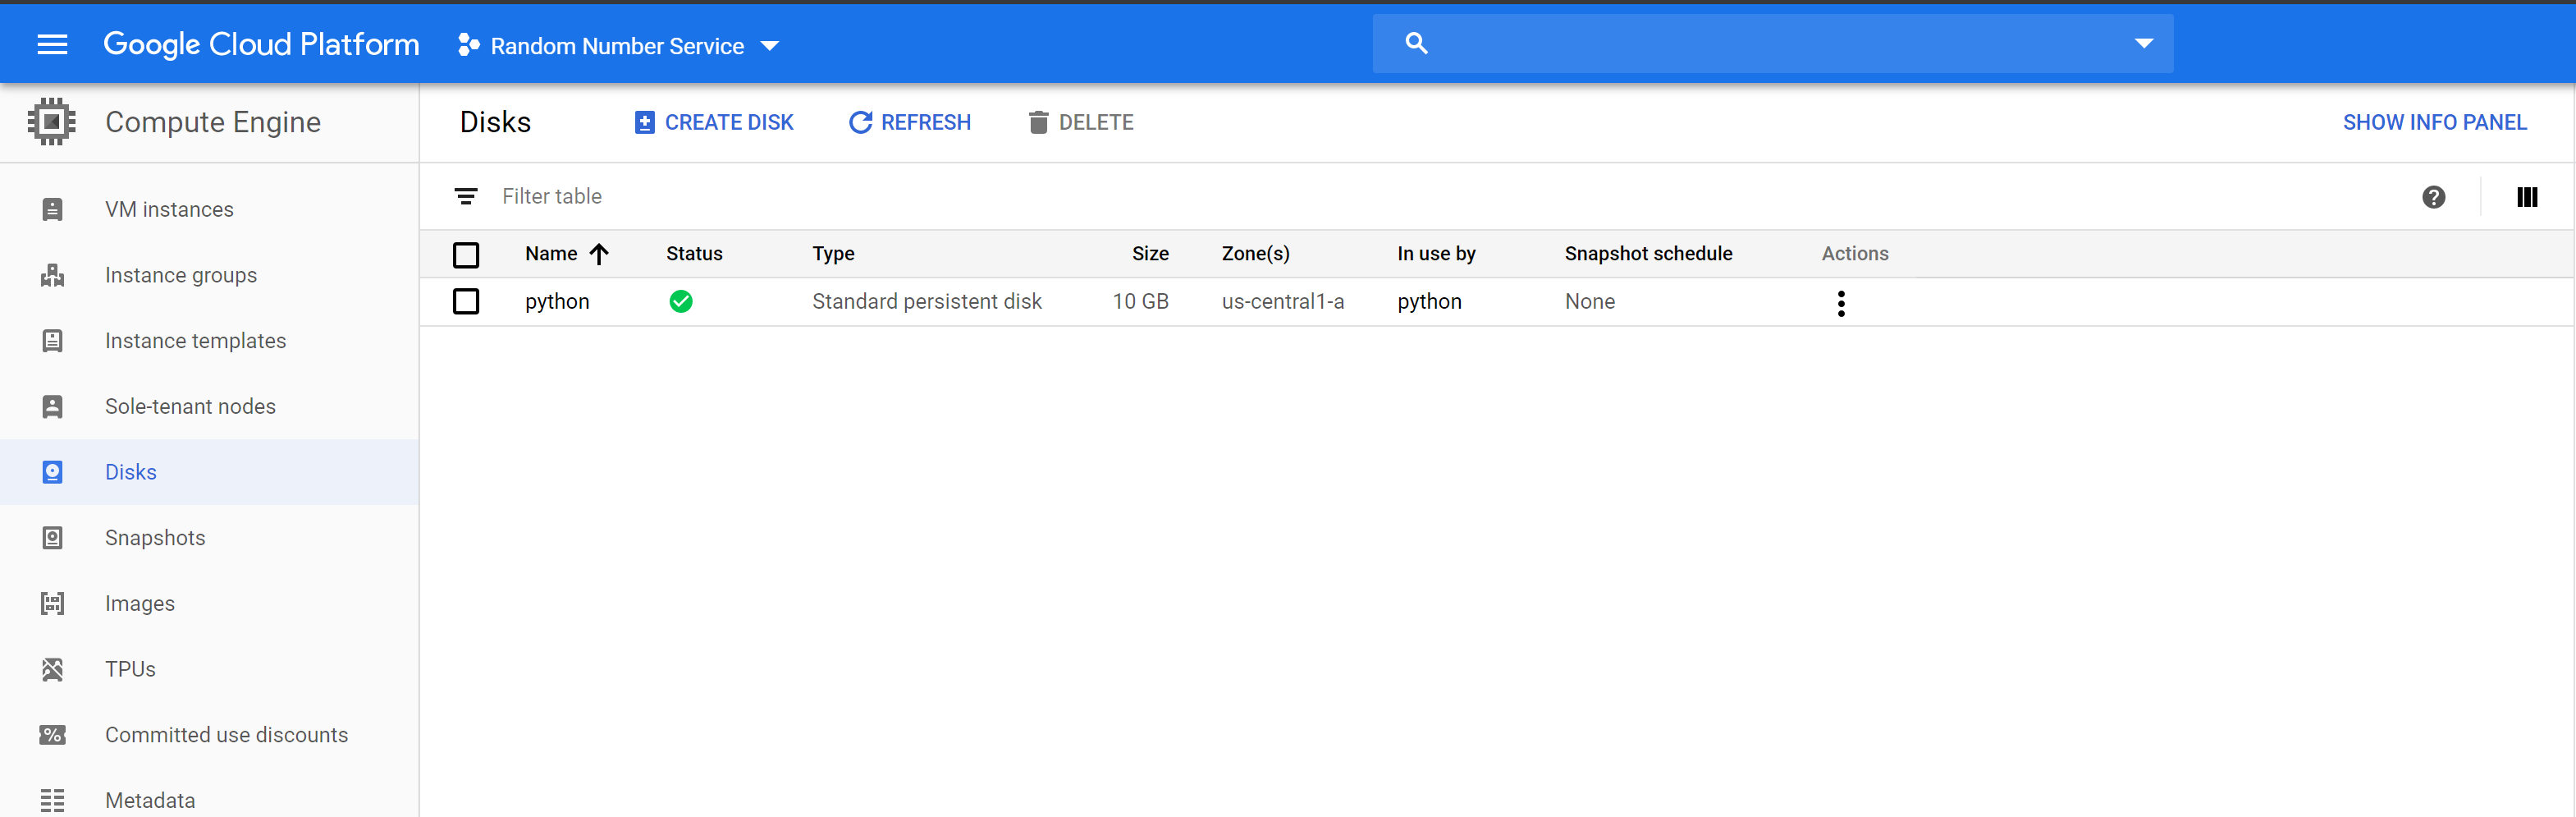 Google Cloud Platform
Random Number Service
Compute Engine
VM instances
Instance groups
Instance templates
Sole-tenant nodes
Disks
Snapshots
Images
TPUs
Committed use discounts
Metadata
Disks CREATE DISK REFRESH DELETE SHOW INFO PANEL
Filter table
Name Status Type Size Zone(s) In use by Snapshot schedule Actions
python Standard persistent disk 10 GB us-central1-a python None